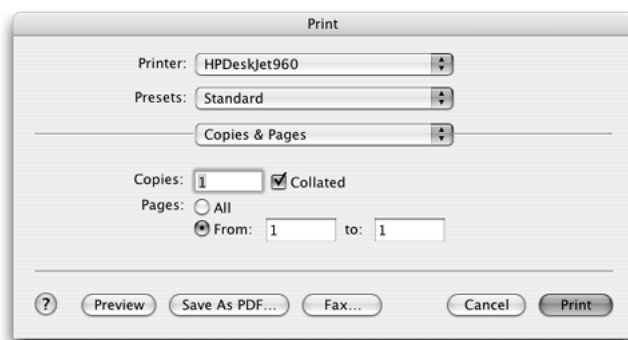 Print
Printer: HPDeskJet960
Presets: Standard
Copies & Pages
Copies: 1 Collated
Pages: All
From: 1 to: 1
? Preview Save As PDF... Fax... Cancel Print